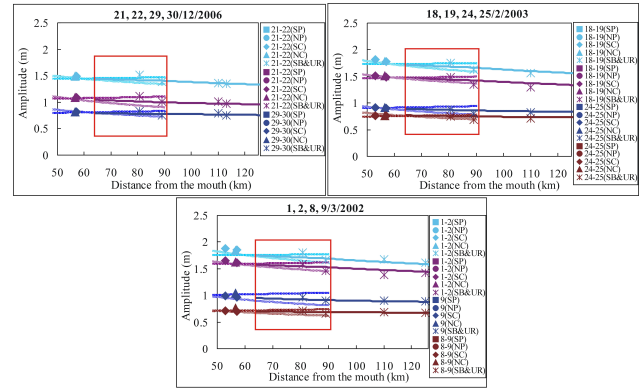 21, 22, 29, 30/12/2006
Amplitude (m)
2
1.5
1
0.5
0
50 60 70 80 90 100 110 120
Distance from the mouth (km)
21-22(SP)
21-22(NP)
21-22(SC)
21-22(NC)
21-22(SB&UR)
21-22(SP)
21-22(NP)
21-22(SC)
21-22(NC)
21-22(SB&UR)
29-30(SP)
29-30(NP)
29-30(SC)
29-30(NC)
29-30(SB&UR)
18, 19, 24, 25/2/2003
Amplitude (m)
2.5
2
1.5
1
0.5
0
50 60 70 80 90 100 110 120
Distance from the mouth (km)
18-19(SP)
18-19(NP)
18-19(SC)
18-19(NC)
18-19(SB&UR)
18-19(SP)
18-19(NP)
18-19(SC)
18-19(NC)
18-19(SB&UR)
24-25(SP)
24-25(NP)
24-25(SC)
24-25(NC)
24-25(SB&UR)
24-25(SP)
24-25(NP)
24-25(SC)
24-25(NC)
24-25(SB&UR)
1, 2, 8, 9/3/2002
Amplitude (m)
2.5
2
1.5
1
0.5
0
50 60 70 80 90 100 110 120
Distance from the mouth (km)
1-2(SP)
1-2(NP)
1-2(SC)
1-2(NC)
1-2(SB&UR)
1-2(SP)
1-2(NP)
1-2(SC)
1-2(NC)
1-2(SB&UR)
9(SP)
9(NP)
9(SC)
9(NC)
9(SB&UR)
8-9(SP)
8-9(NP)
8-9(SC)
8-9(NC)
8-9(SB&UR)